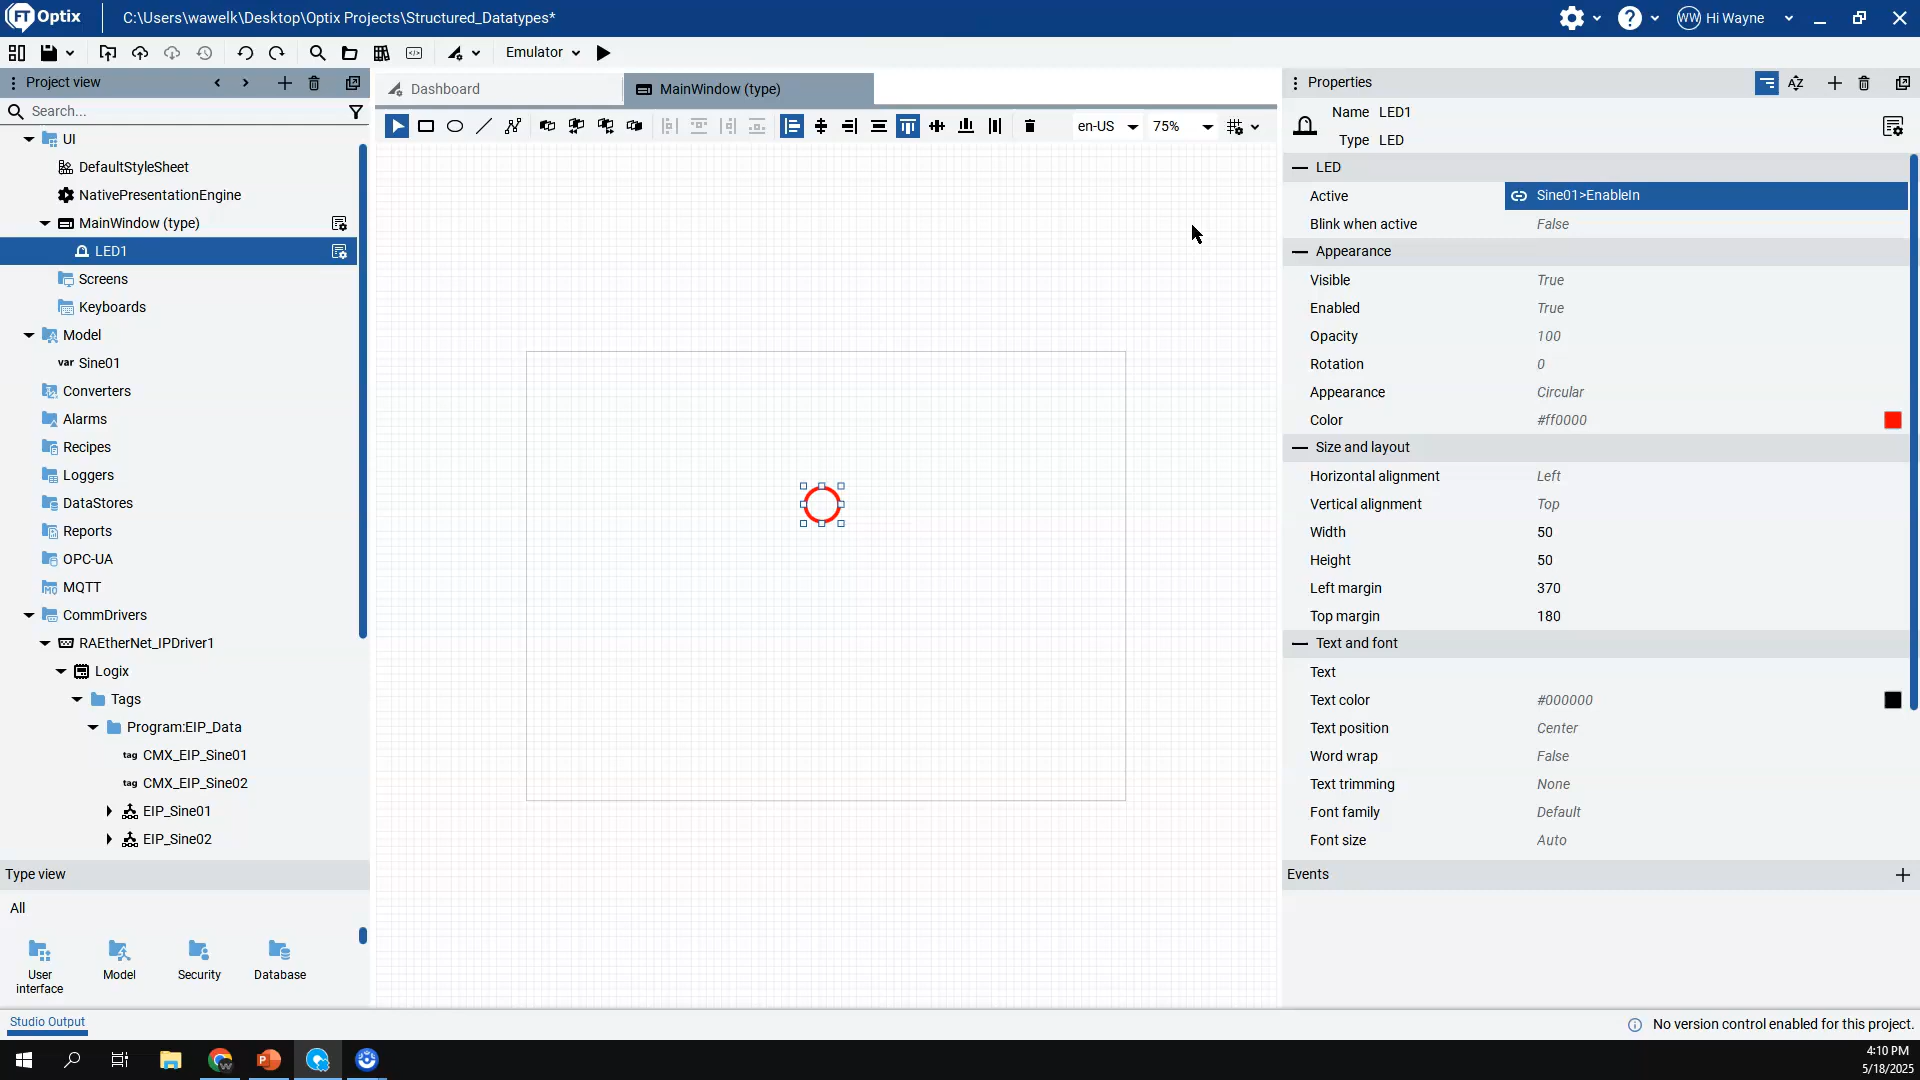 FT Optix
C:\Users\wawelk\Desktop\Optix Projects\Structured_Datatypes*
WW Hi Wayne
Emulator
Project view
Search...
UI
DefaultStyleSheet
NativePresentationEngine
MainWindow (type)
LED1
Screens
Keyboards
Model
var Sine01
Converters
Alarms
Recipes
Loggers
DataStores
Reports
OPC-UA
MQTT
CommDrivers
RAEtherNet_IPDriver1
Logix
Tags
Program:EIP_Data
tag CMX_EIP_Sine01
tag CMX_EIP_Sine02
EIP_Sine01
EIP_Sine02
Type view
All
User interface
Model
Security
Database
Dashboard
MainWindow (type)
en-US
75%
Properties
Name LED1
Type LED
LED
Active Sine01>EnableIn
Blink when active False
Appearance
Visible True
Enabled True
Opacity 100
Rotation 0
Appearance Circular
Color #ff0000
Size and layout
Horizontal alignment Left
Vertical alignment Top
Width 50
Height 50
Left margin 370
Top margin 180
Text and font
Text
Text color #000000
Text position Center
Word wrap False
Text trimming None
Font family Default
Font size Auto
Events
Studio Output
No version control enabled for this project.
4:10 PM
5/18/2025